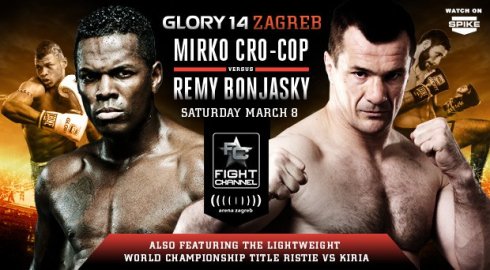 GLORY 14 ZAGREB
WATCH ON
SPIKE
MIRKO CRO-COP
VERSUS
REMY BONJASKY
SATURDAY MARCH 8
FC
FIGHT
CHANNEL
arena zagreb
ALSO FEATURING THE LIGHTWEIGHT
WORLD CHAMPIONSHIP TITLE RISTIE VS KIRIA